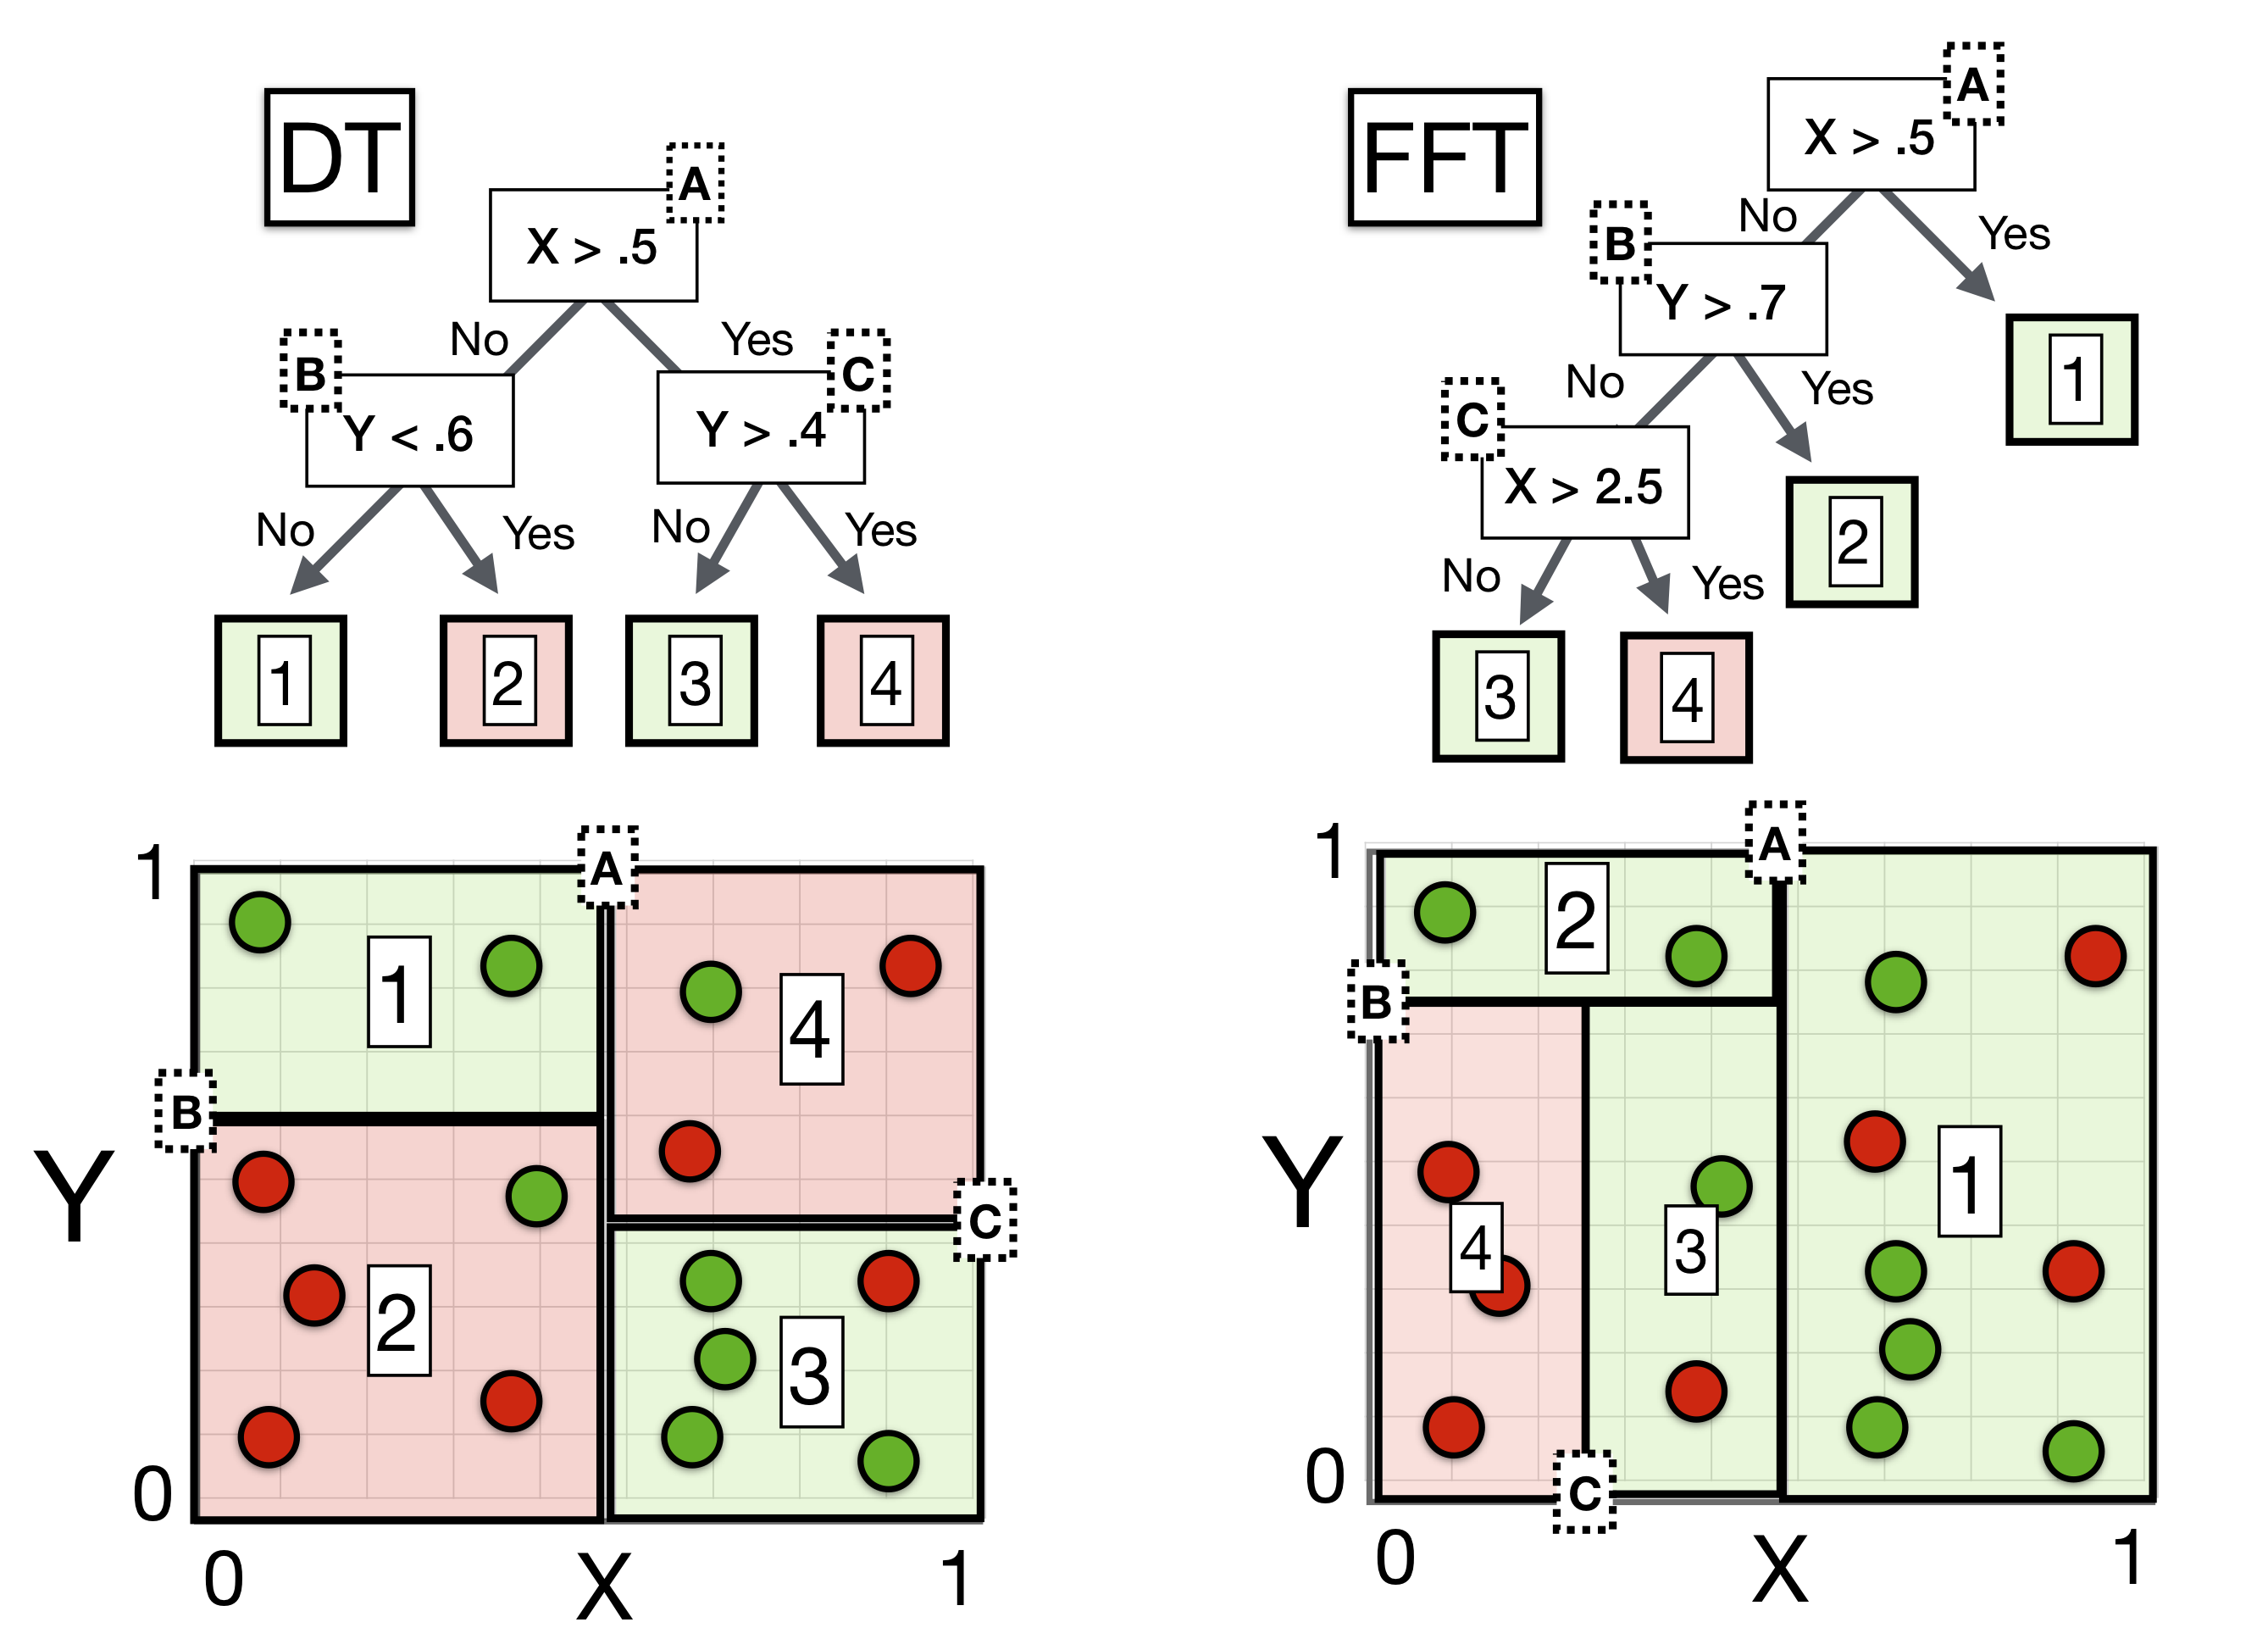 DT
A
X > .5
No
Yes
B
C
Y < .6
Y > .4
No
Yes
No
Yes
1
2
3
4
1
A
1
4
B
Y
C
2
3
0
0
X
1
FFT
A
X > .5
No
Yes
B
Y > .7
1
No
Yes
C
X > 2.5
2
No
Yes
3
4
1
A
2
B
Y
1
4
3
0
C
0
X
1